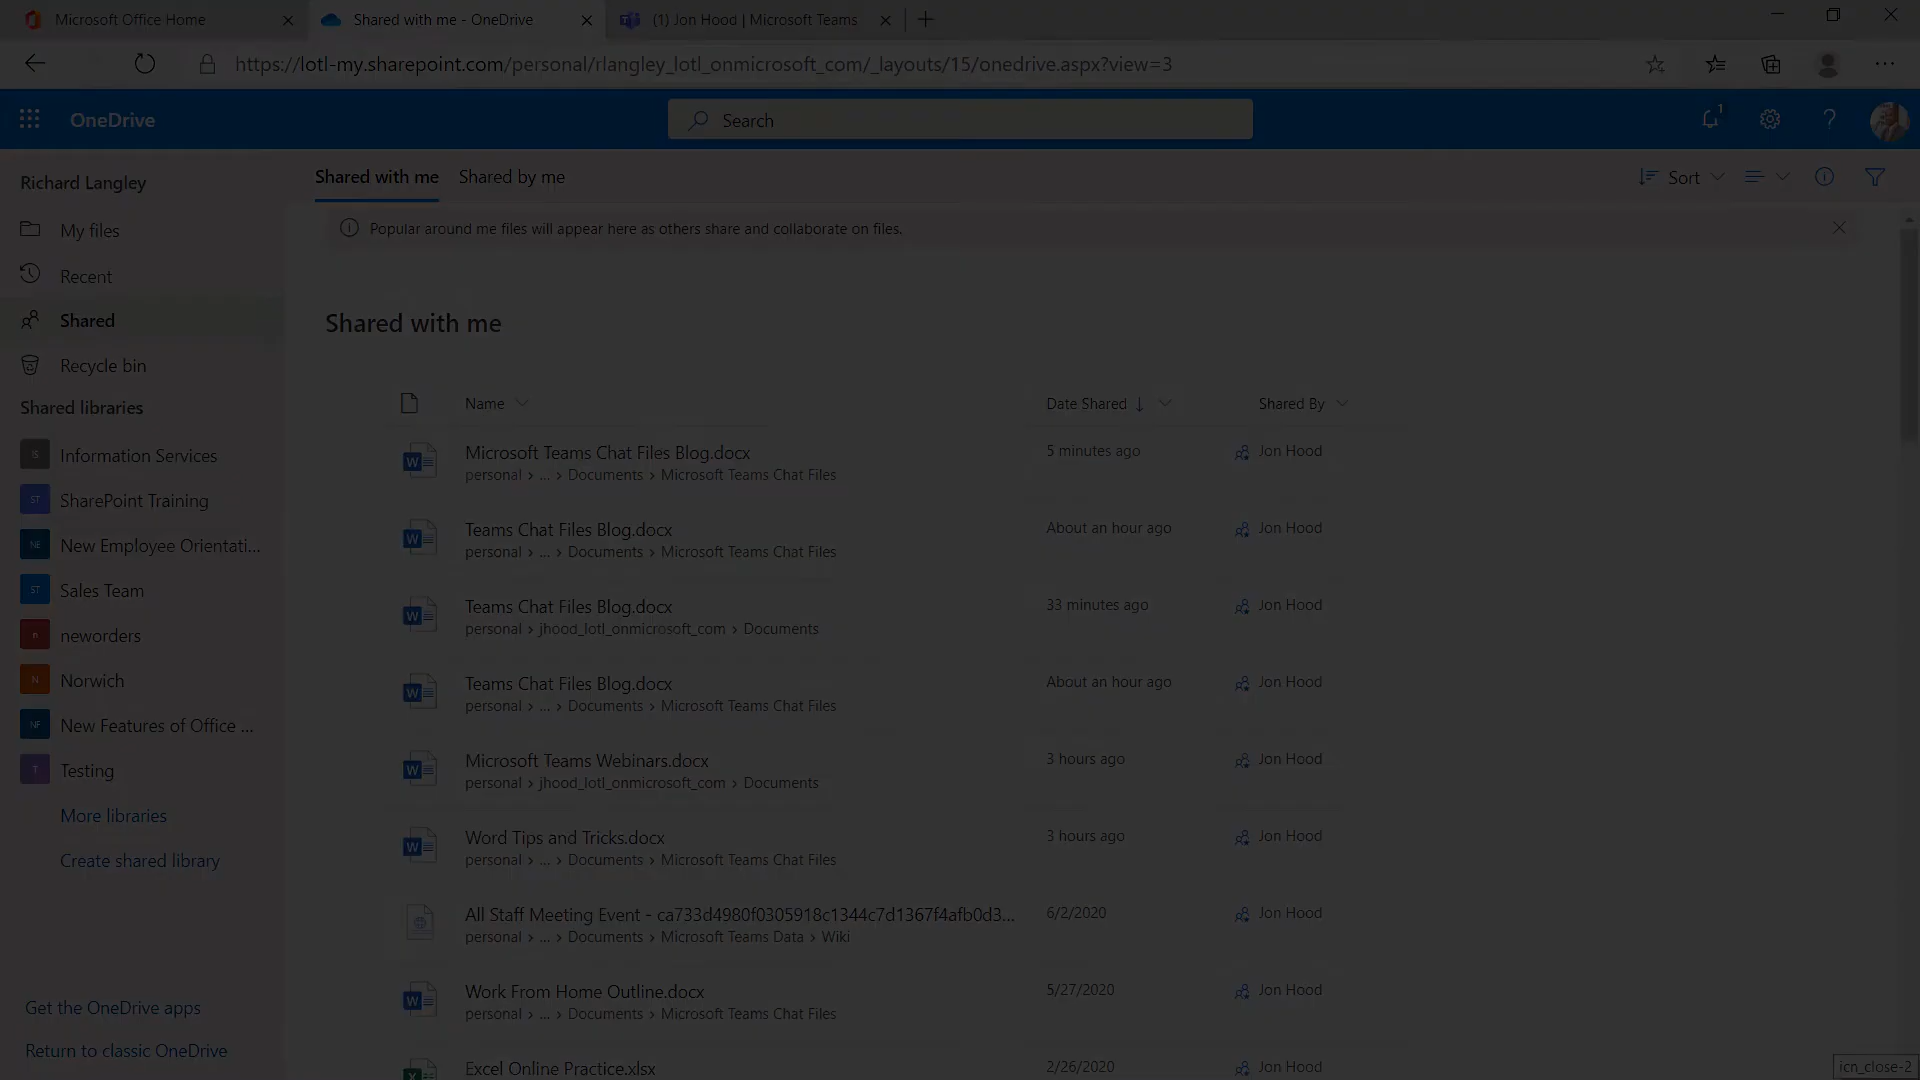 Microsoft Office Home
Shared with me - OneDrive
(1) Jon Hood | Microsoft Teams
https://lotl-my.sharepoint.com/personal/rlangley_lotl_onmicrosoft_com/_layouts/15/onedrive.aspx?view=3
OneDrive
Search
1
Richard Langley
Shared with me
Shared by me
Sort
My files
Popular around me files will appear here as others share and collaborate on files.
Recent
Shared
Recycle bin
Shared libraries
IS Information Services
ST SharePoint Training
NE New Employee Orientati...
ST Sales Team
n neworders
N Norwich
NF New Features of Office ...
T Testing
More libraries
Create shared library
Get the OneDrive apps
Return to classic OneDrive
Shared with me
Name Date Shared Shared By
Microsoft Teams Chat Files Blog.docx 5 minutes ago Jon Hood
personal › ... › Documents › Microsoft Teams Chat Files
Teams Chat Files Blog.docx About an hour ago Jon Hood
personal › ... › Documents › Microsoft Teams Chat Files
Teams Chat Files Blog.docx 33 minutes ago Jon Hood
personal › jhood_lotl_onmicrosoft_com › Documents
Teams Chat Files Blog.docx About an hour ago Jon Hood
personal › ... › Documents › Microsoft Teams Chat Files
Microsoft Teams Webinars.docx 3 hours ago Jon Hood
personal › jhood_lotl_onmicrosoft_com › Documents
Word Tips and Tricks.docx 3 hours ago Jon Hood
personal › ... › Documents › Microsoft Teams Chat Files
All Staff Meeting Event - ca733d4980f0305918c1344c7d1367f4afb0d3... 6/2/2020 Jon Hood
personal › ... › Documents › Microsoft Teams Data › Wiki
Work From Home Outline.docx 5/27/2020 Jon Hood
personal › ... › Documents › Microsoft Teams Chat Files
Excel Online Practice.xlsx 2/26/2020 Jon Hood
icn_close-2